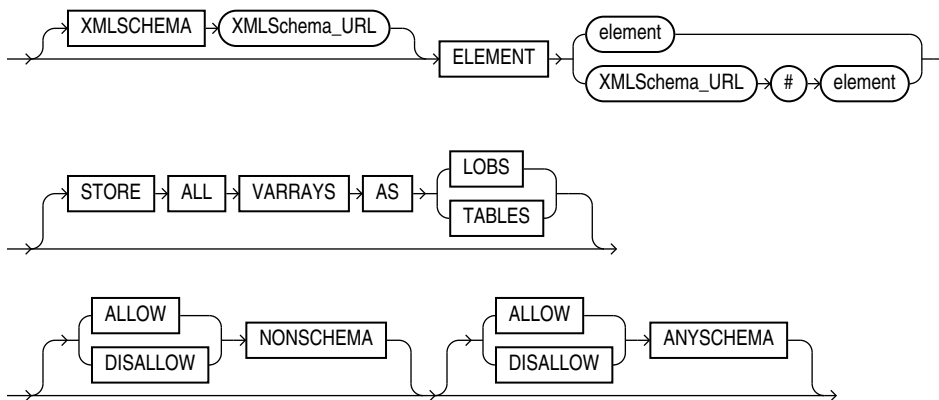 XMLSCHEMA XMLSchema_URL
ELEMENT element
XMLSchema_URL # element
STORE ALL VARRAYS AS LOBS
TABLES
ALLOW
DISALLOW
NONSCHEMA
ALLOW
DISALLOW
ANYSCHEMA